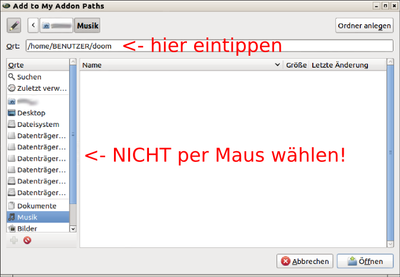 Add to My Addon Paths
Musik
Ordner anlegen
Ort: /home/BENUTZER/doom <- hier eintippen
Orte
Name
Größe
Letzte Änderung
Suchen
Zuletzt verw...
Desktop
Dateisystem
Datenträger...
<- NICHT per Maus wählen!
Datenträger...
Datenträger...
Datenträger...
Datenträger...
Dokumente
Musik
Bilder
Abbrechen
Öffnen